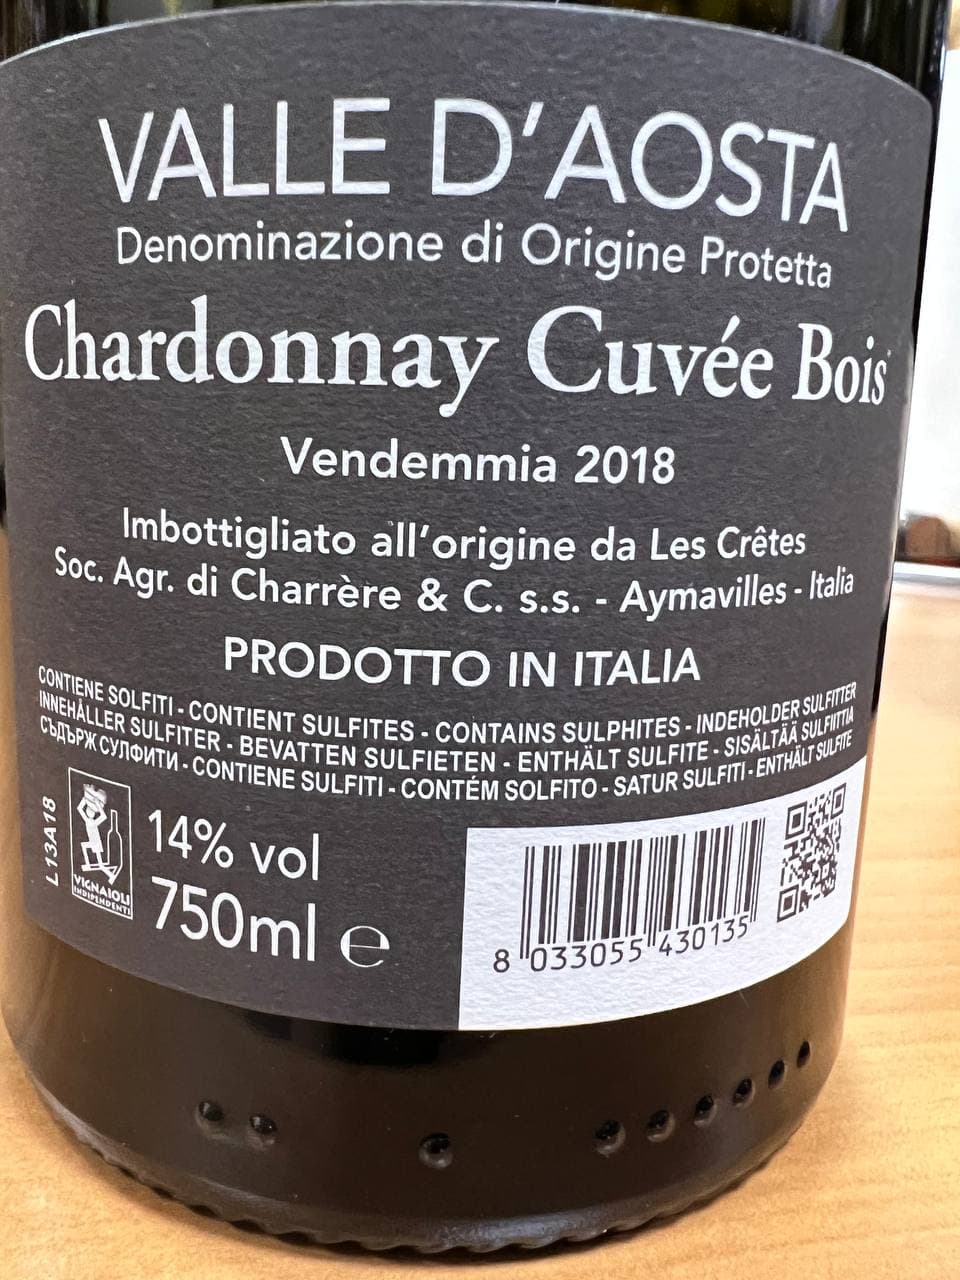 VALLE D'AOSTA
Denominazione di Origine Protetta
Chardonnay Cuvée Bois
Vendemmia 2018
Imbottigliato all'origine da Les Crêtes
Soc. Agr. di Charrère & C. s.s. - Aymavilles - Italia
PRODOTTO IN ITALIA
CONTIENE SOLFITI - CONTIENT SULFITES - CONTAINS SULPHITES - INDEHOLDER SULFITTER
INNEHÅLLER SULFITER - BEVATTEN SULFIETEN - ENTHÄLT SULFITE - SISÄLTÄÄ SULFIITTIA
СЪДЪРЖ СУЛФИТИ - CONTIENE SULFITI - CONTÉM SOLFITO - SATUR SULFITI - ENTHÄLT SULFITE
L13A18
VIGNAIOLI
INDIPENDENTI
14% vol
750ml e
8 033055 430135